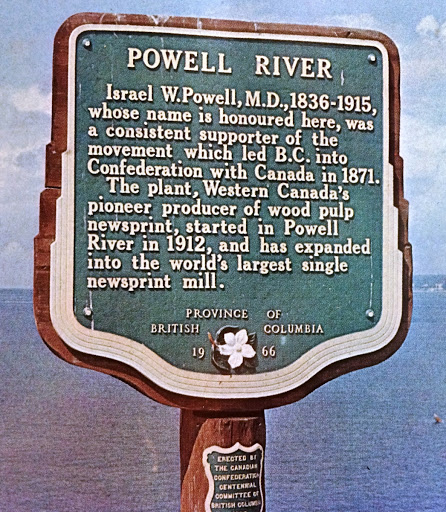 POWELL RIVER
Israel W. Powell, M.D., 1836-1915,
whose name is honoured here, was
a consistent supporter of the
movement which led B.C. into
Confederation with Canada in 1871.
The plant, Western Canada's
pioneer producer of wood pulp
newsprint, started in Powell
River in 1912, and has expanded
into the world's largest single
newsprint mill.
PROVINCE OF
BRITISH COLUMBIA
19 66
ERECTED BY
THE CANADIAN
CONFEDERATION
CENTENNIAL
COMMITTEE OF
BRITISH COLUMBIA